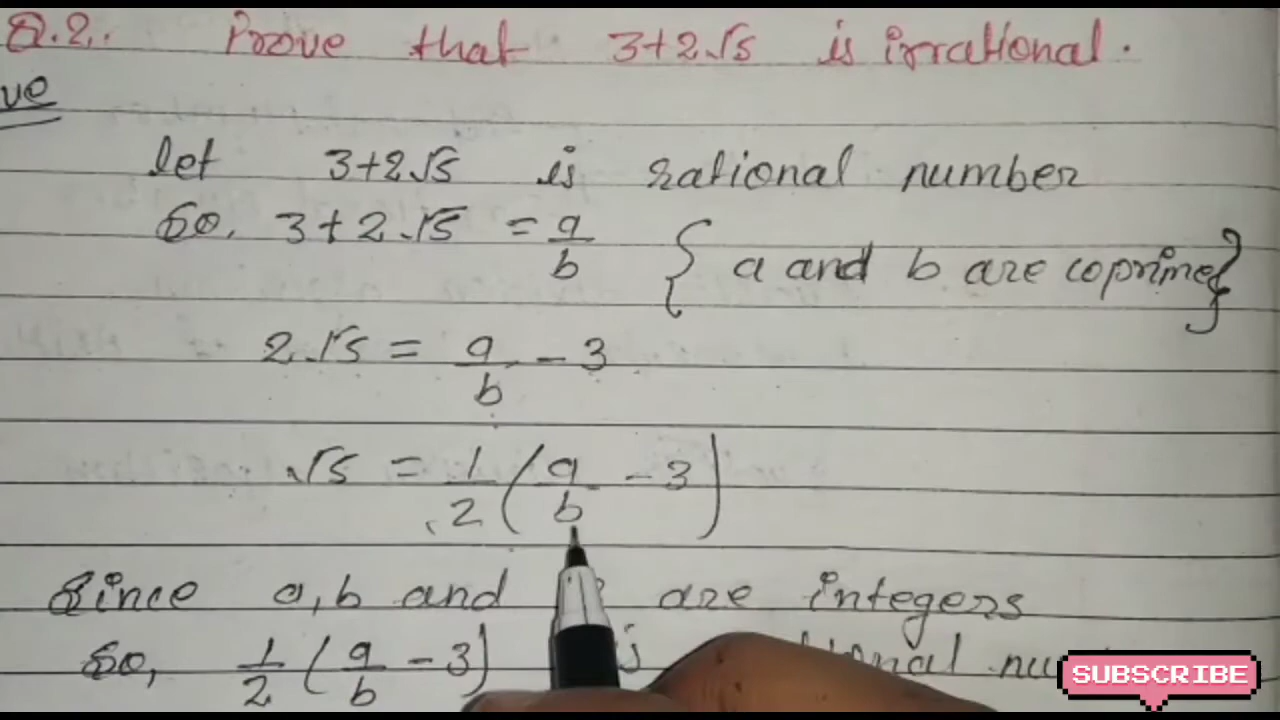 Q.2. Prove that 3+2√5 is irrational.
ve
let 3+2√5 is rational number
So, 3+2√5 = a/b { a and b are coprime}
2√5 = a/b - 3
√5 = 1/2 (a/b - 3)
Since a, b and are integers
So, 1/2 (a/b - 3)
SUBSCRIBE